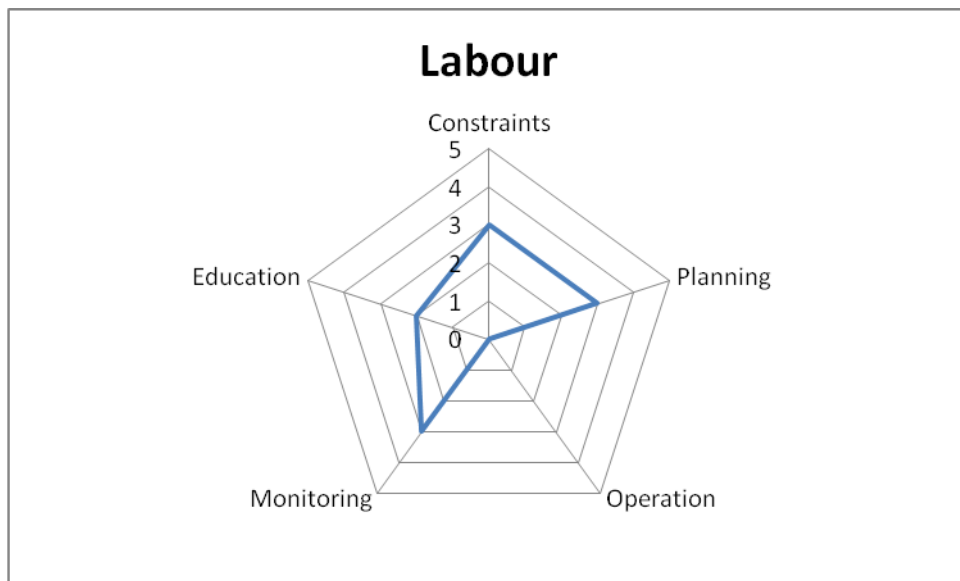 Labour
Constraints
5
4
3
2
1
0
Education
Planning
Monitoring
Operation